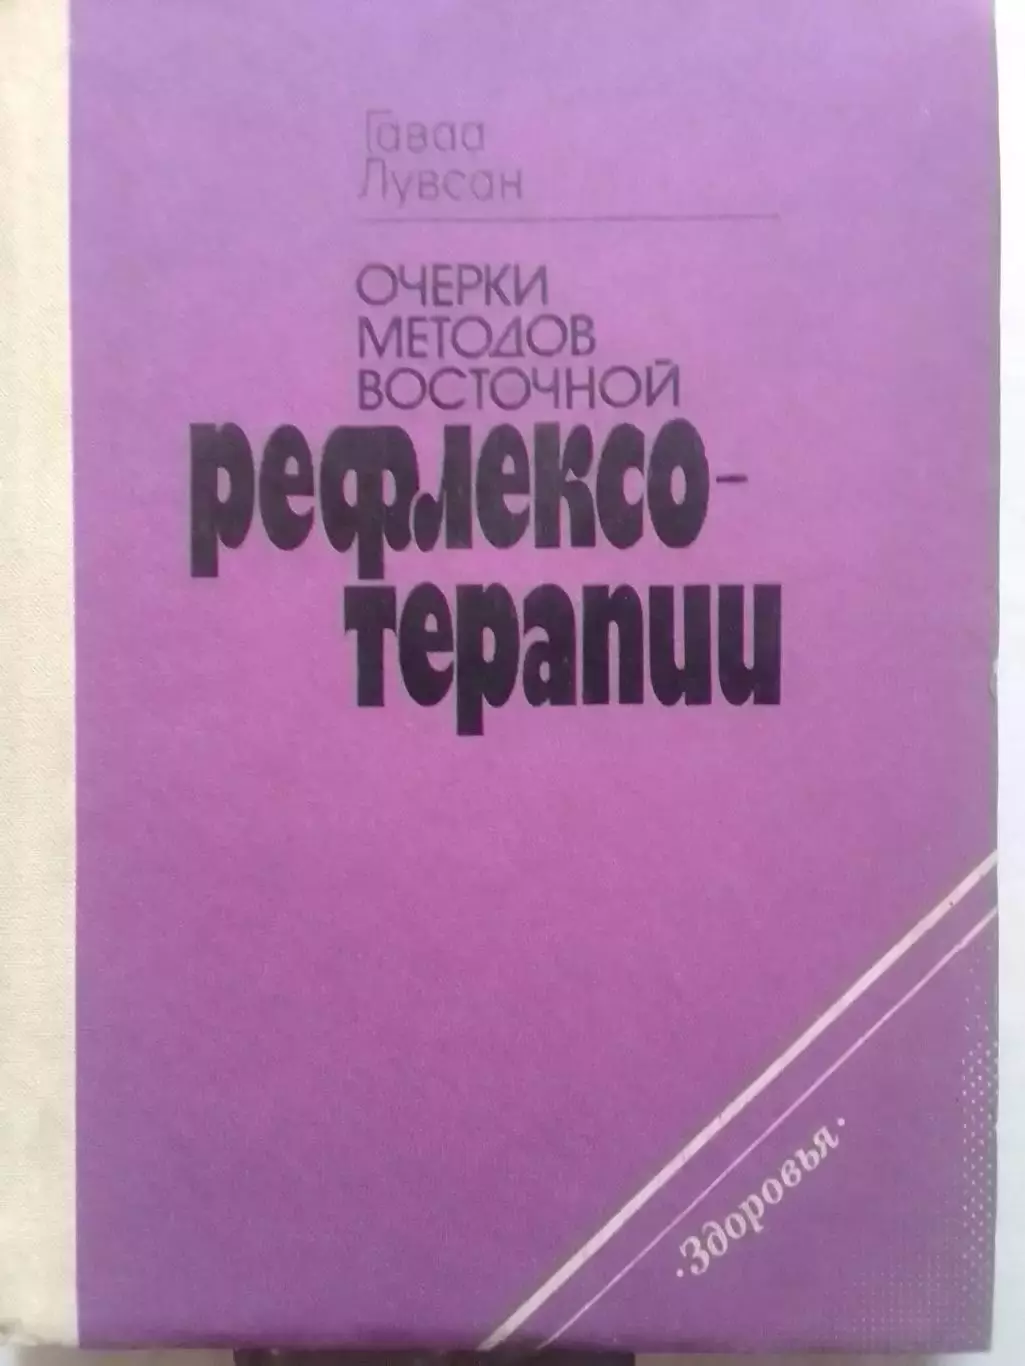 Гаваа
Лувсан
ОЧЕРКИ
МЕТОДОВ
ВОСТОЧНОЙ
рефлексо-
терапии
·Здоровья·